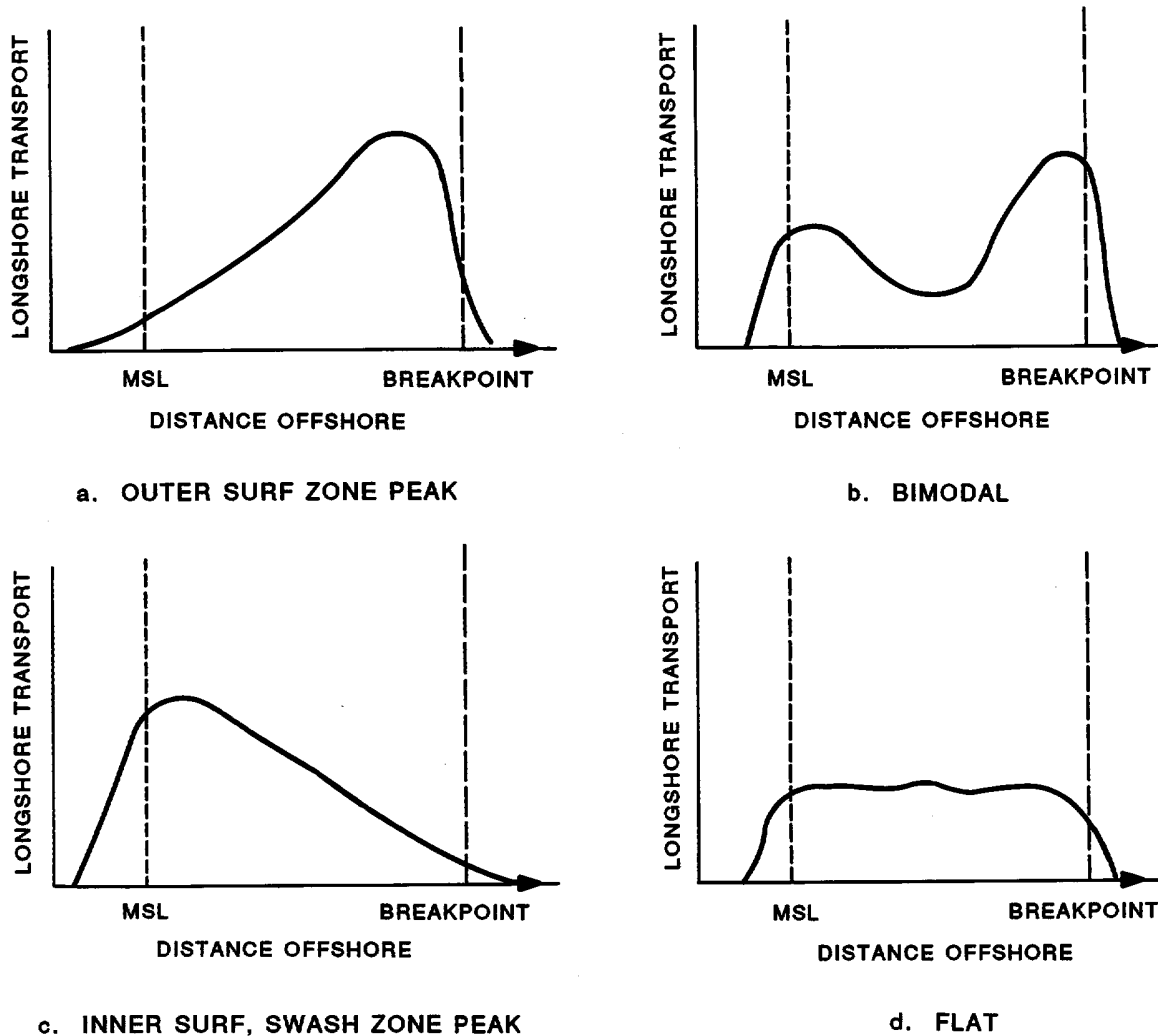 LONGSHORE TRANSPORT
MSL
BREAKPOINT
DISTANCE OFFSHORE
a. OUTER SURF ZONE PEAK
LONGSHORE TRANSPORT
MSL
BREAKPOINT
DISTANCE OFFSHORE
b. BIMODAL
LONGSHORE TRANSPORT
MSL
BREAKPOINT
DISTANCE OFFSHORE
c. INNER SURF, SWASH ZONE PEAK
LONGSHORE TRANSPORT
MSL
BREAKPOINT
DISTANCE OFFSHORE
d. FLAT